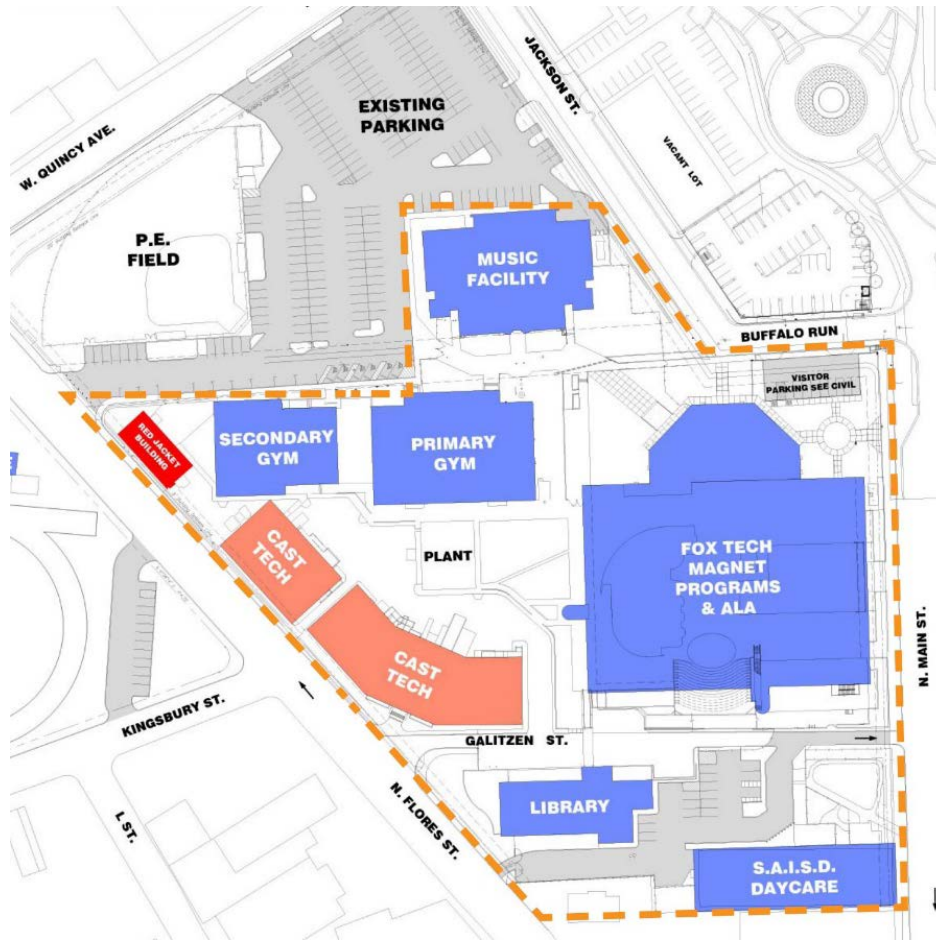 JACKSON ST.
EXISTING
PARKING
W. QUINCY AVE.
VACANT LOT
P.E.
FIELD
MUSIC
FACILITY
BUFFALO RUN
VISITOR
PARKING SEE CIVIL
RED JACKET
BUILDING
SECONDARY
GYM
PRIMARY
GYM
CAST
TECH
PLANT
FOX TECH
MAGNET
PROGRAMS
& ALA
CAST
TECH
N. MAIN ST.
KINGSBURY ST.
GALITZEN ST.
N. FLORES ST.
L ST.
LIBRARY
S.A.I.S.D.
DAYCARE